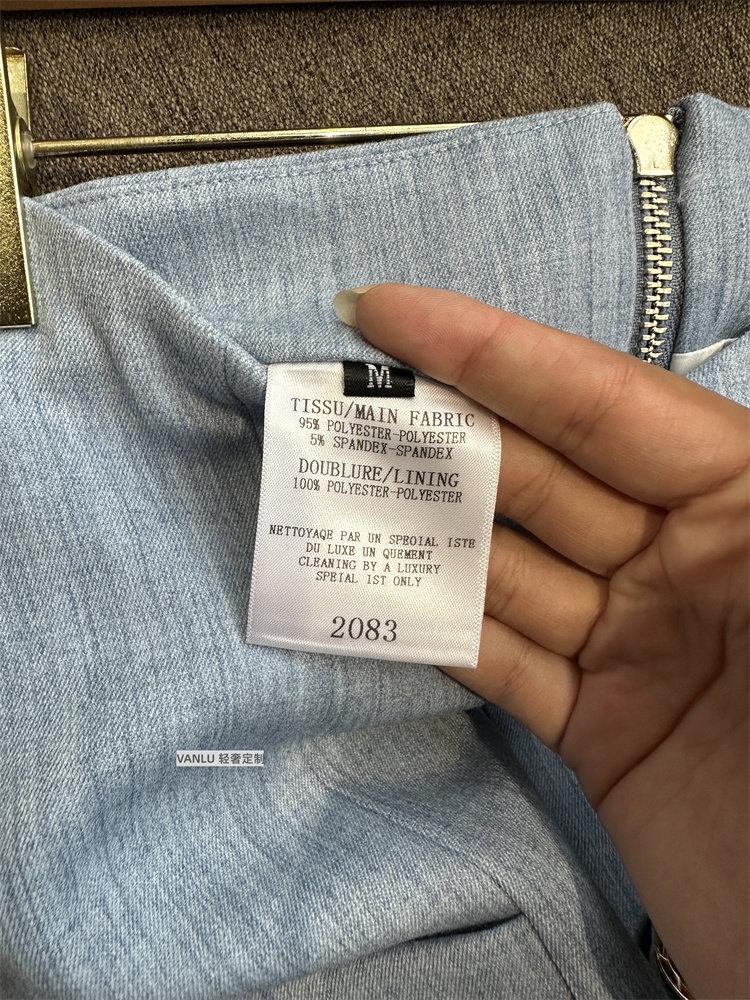 M
TISSU/MAIN FABRIC
95% POLYESTER-POLYESTER
5% SPANDEX-SPANDEX
DOUBLURE/LINING
100% POLYESTER-POLYESTER
NETTOYAQE PAR UN SPEOIAL ISTE
DU LUXE UN QUEMENT
CLEANING BY A LUXURY
SPEIAL IST ONLY
2083
VANLU 轻奢定制